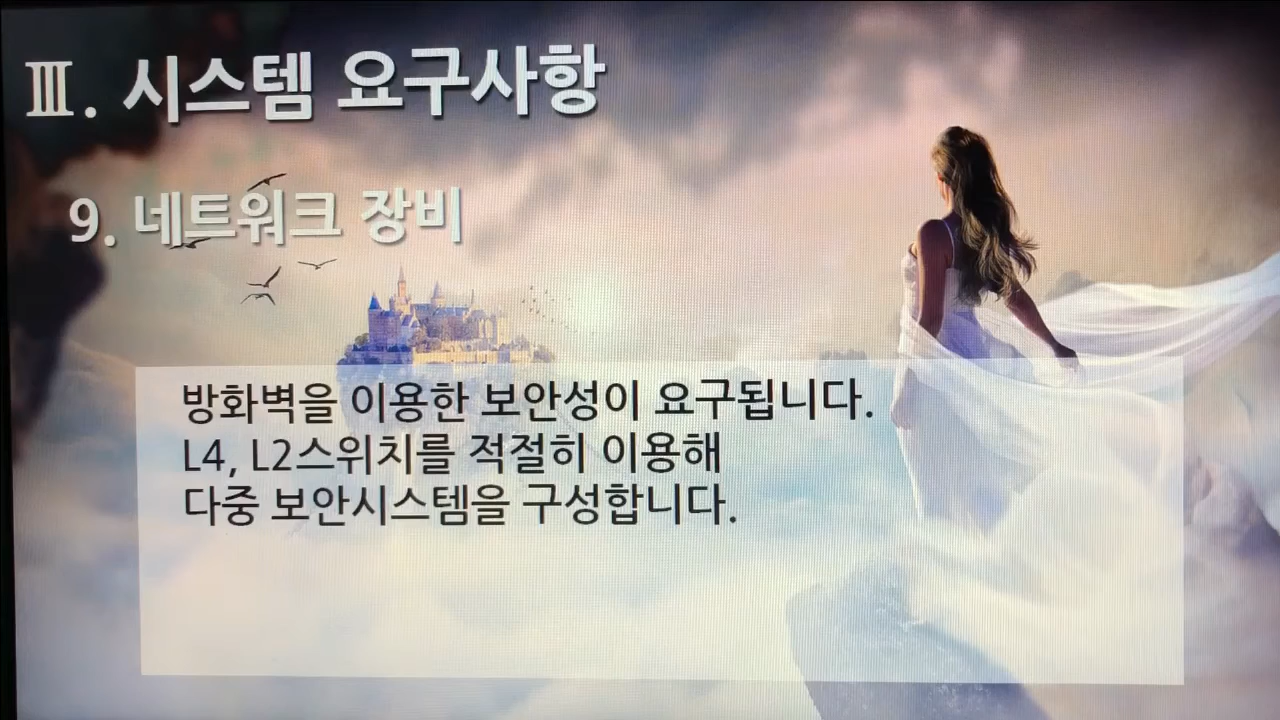 Ⅲ. 시스템 요구사항
9. 네트워크 장비
방화벽을 이용한 보안성이 요구됩니다.
L4, L2스위치를 적절히 이용해
다중 보안시스템을 구성합니다.